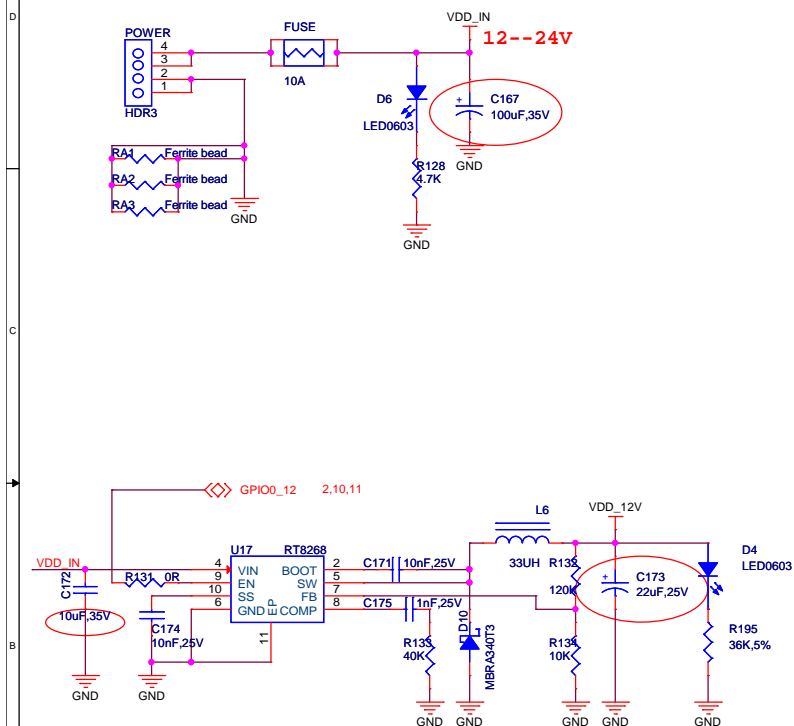 D
POWER
4
3
2
1
HDR3
FUSE
10A
VDD_IN
12--24V
D6
LED0603
+
C167
100uF,35V
GND
R128
4.7K
GND
RA1 Ferrite bead
RA2 Ferrite bead
RA3 Ferrite bead
GND
C
GPIO0_12 2,10,11
VDD_IN
C172
10uF,35V
GND
R131 0R
C174
10nF,25V
GND
U17 RT8268
4 VIN BOOT 2
9 EN SW 5
10 SS FB 7
6 GND EP COMP 8
11
C171 10nF,25V
C175 1nF,25V
R133
40K
GND
D10
MBRA340T3
GND
L6
33UH
R132
120K
R134
10K
GND
VDD_12V
+
C173
22uF,25V
GND
D4
LED0603
R195
36K,5%
GND
B